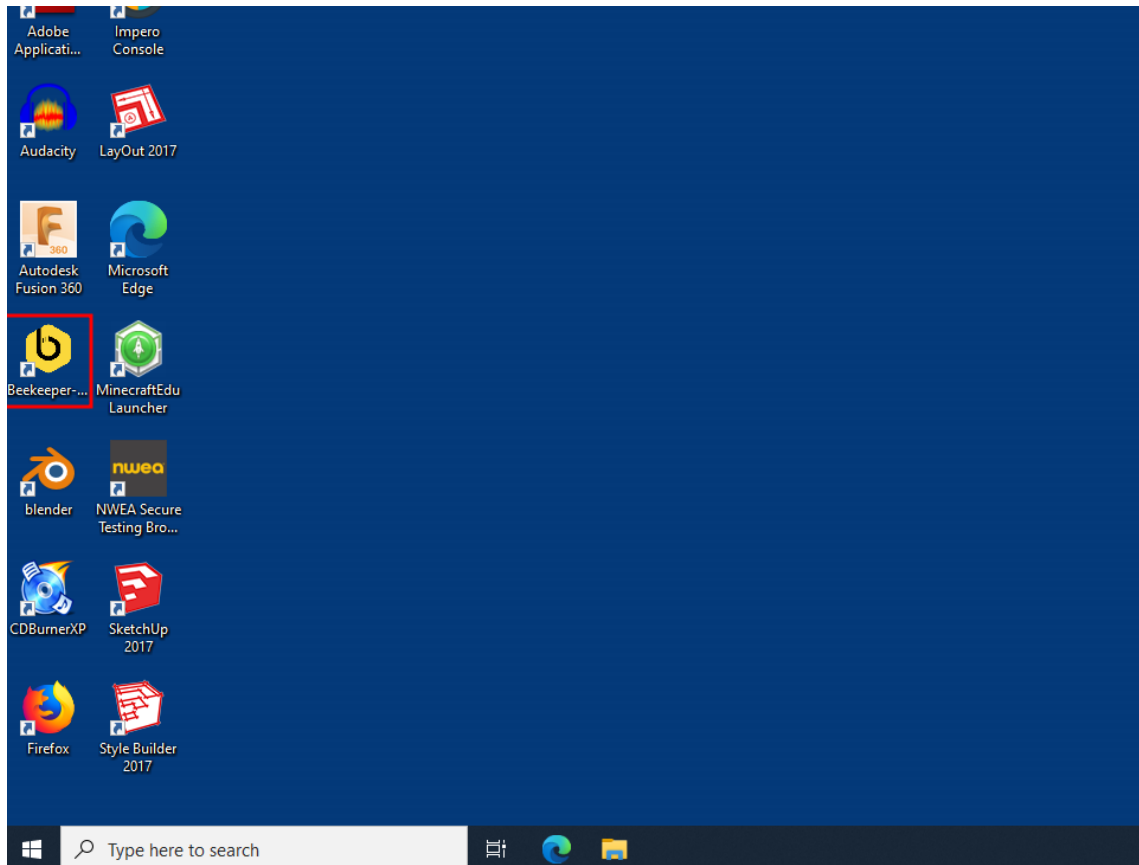 Adobe
Applicati...
Impero
Console
Audacity
LayOut 2017
360
Autodesk
Fusion 360
Microsoft
Edge
Beekeeper-...
MinecraftEdu
Launcher
blender
nwea
NWEA Secure
Testing Bro...
CDBurnerXP
SketchUp
2017
Firefox
Style Builder
2017
Type here to search